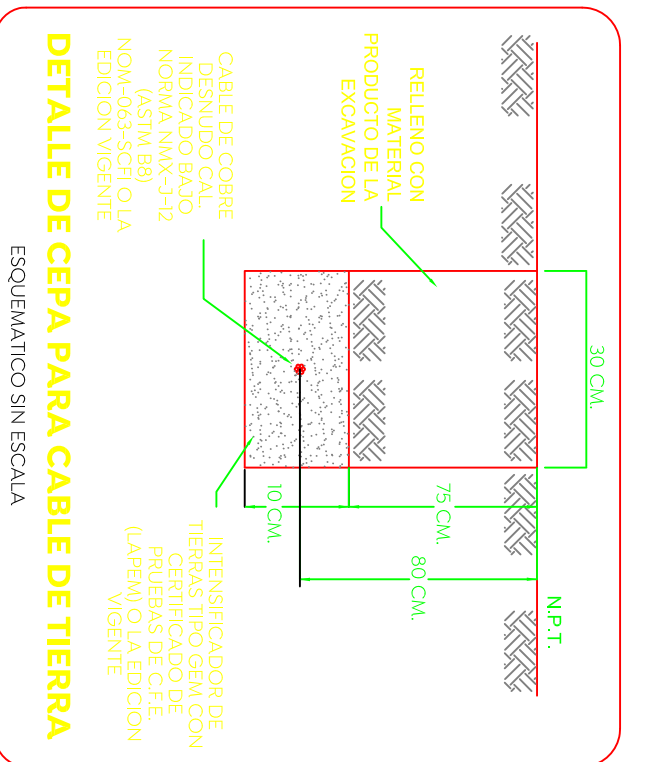 30 CM.
N.P.T.
RELLENO CON
MATERIAL
PRODUCTO DE LA
EXCAVACION
75 CM.
80 CM.
10 CM.
CABLE DE COBRE
DESNUDO CAL.
INDICADO BAJO
NORMA NMX-J-12
(ASTM B8)
NOM-063-SCFI O LA
EDICION VIGENTE
INTENSIFICADOR DE
TIERRAS TIPO GEM CON
CERTIFICADO DE
PRUEBAS DE C.F.E.
(LAPEM) O LA EDICION
VIGENTE
DETALLE DE CEPA PARA CABLE DE TIERRA
ESQUEMATICO SIN ESCALA